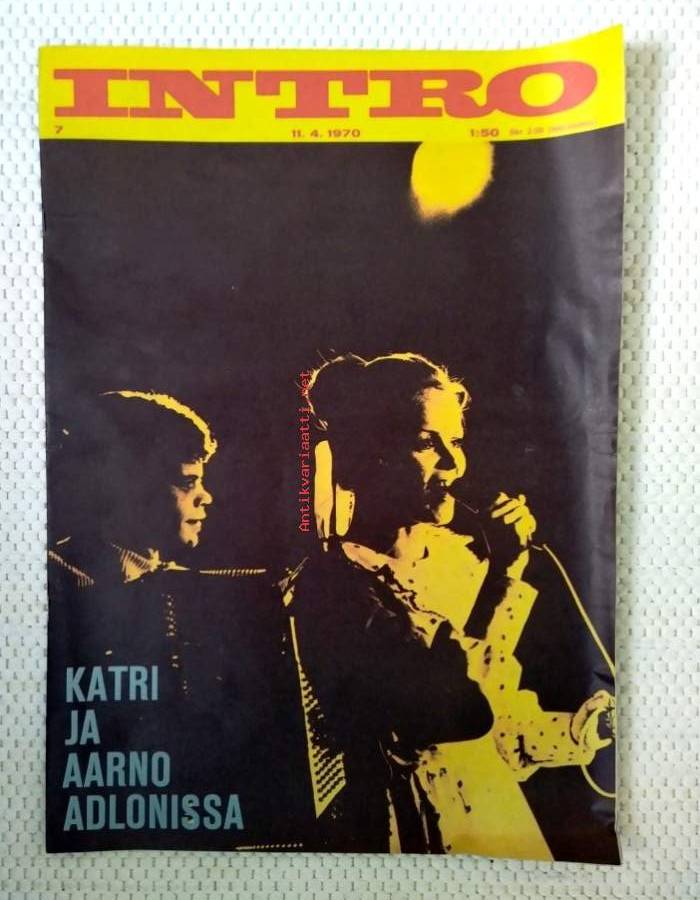 INTRO
7 11. 4. 1970 1:50
KATRI
JA
AARNO
ADLONISSA
Antikvariaatti.net